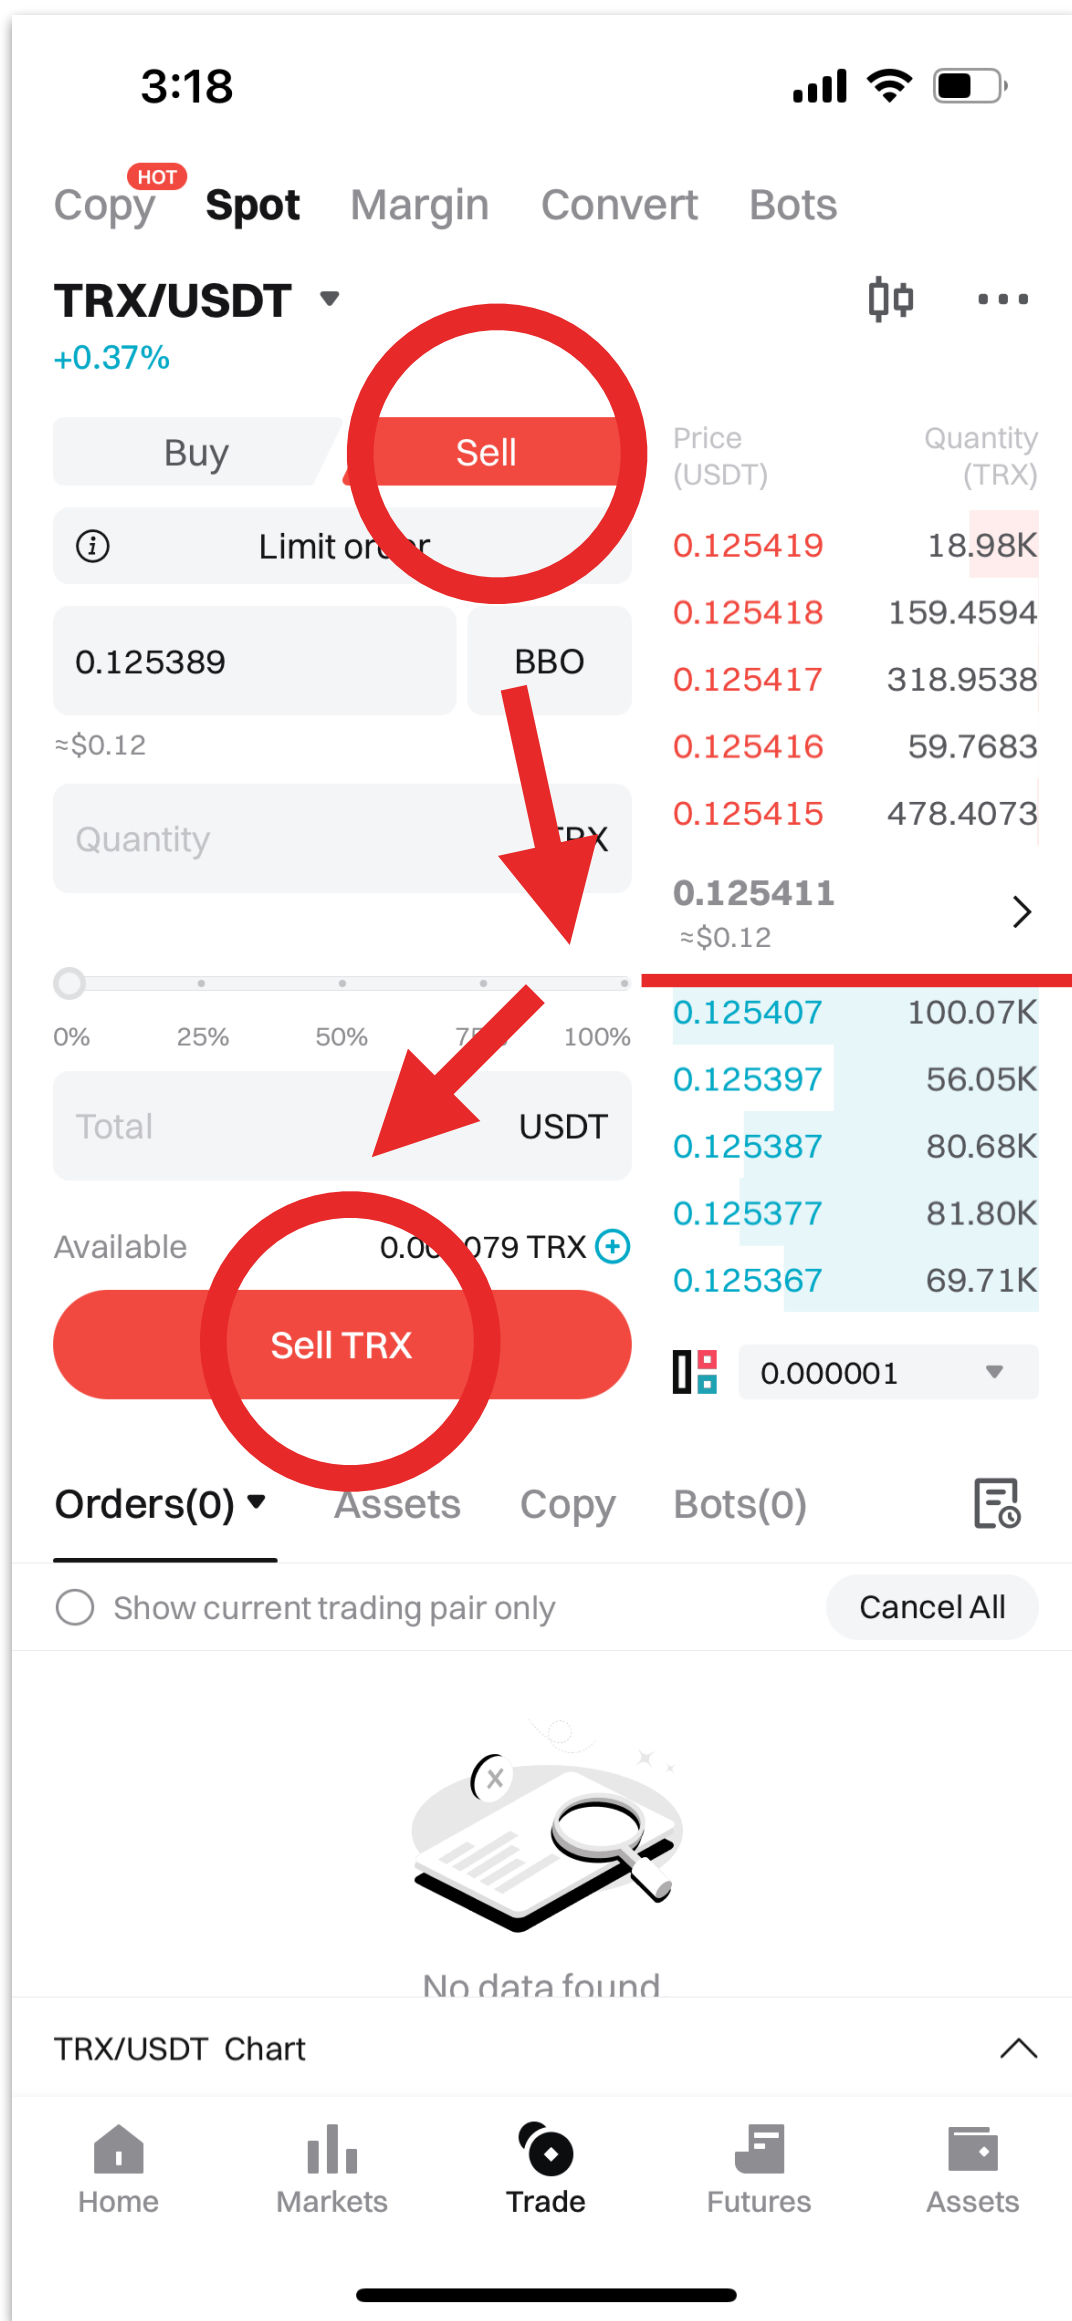 3:18
HOT
Copy Spot Margin Convert Bots
TRX/USDT
+0.37%
Buy Sell
Limit order
0.125389 BBO
≈$0.12
Quantity TRX
0% 25% 50% 75% 100%
Total USDT
Available TRX
Sell TRX
Price Quantity
(USDT) (TRX)
0.125419 18.98K
0.125418 159.4594
0.125417 318.9538
0.125416 59.7683
0.125415 478.4073
0.125411
≈$0.12
0.125407 100.07K
0.125397 56.05K
0.125387 80.68K
0.125377 81.80K
0.125367 69.71K
0.000001
Orders(0) Assets Copy Bots(0)
Show current trading pair only Cancel All
No data found
TRX/USDT Chart
Home Markets Trade Futures Assets